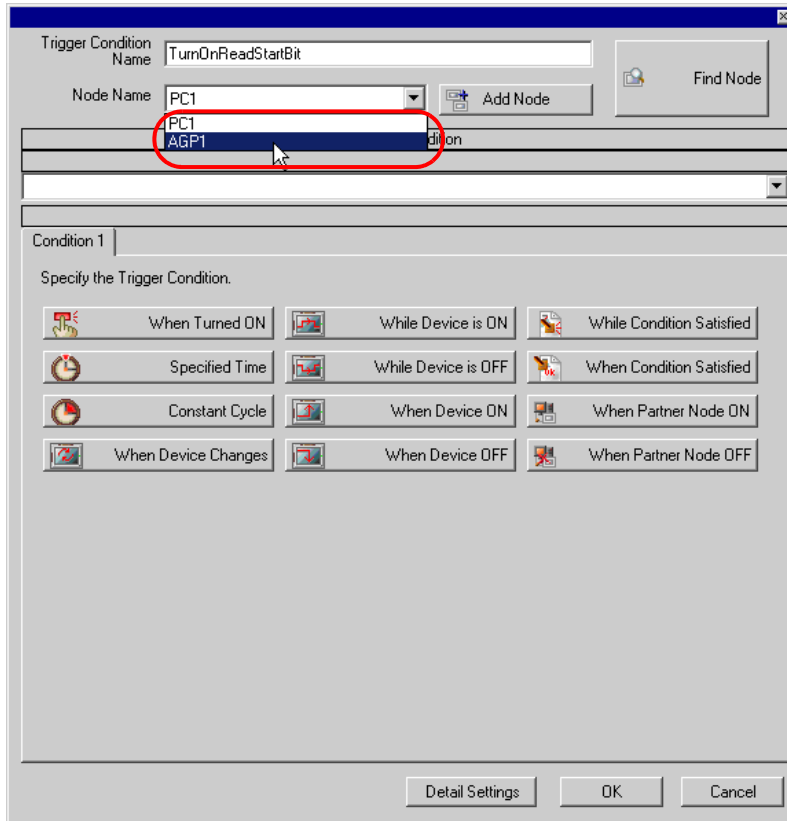 Trigger Condition
Name
TurnOnReadStartBit
Find Node
Node Name
PC1
Add Node
PC1
AGP1
dition
Condition 1
Specify the Trigger Condition.
When Turned ON
While Device is ON
While Condition Satisfied
Specified Time
While Device is OFF
When Condition Satisfied
Constant Cycle
When Device ON
When Partner Node ON
When Device Changes
When Device OFF
When Partner Node OFF
Detail Settings
OK
Cancel